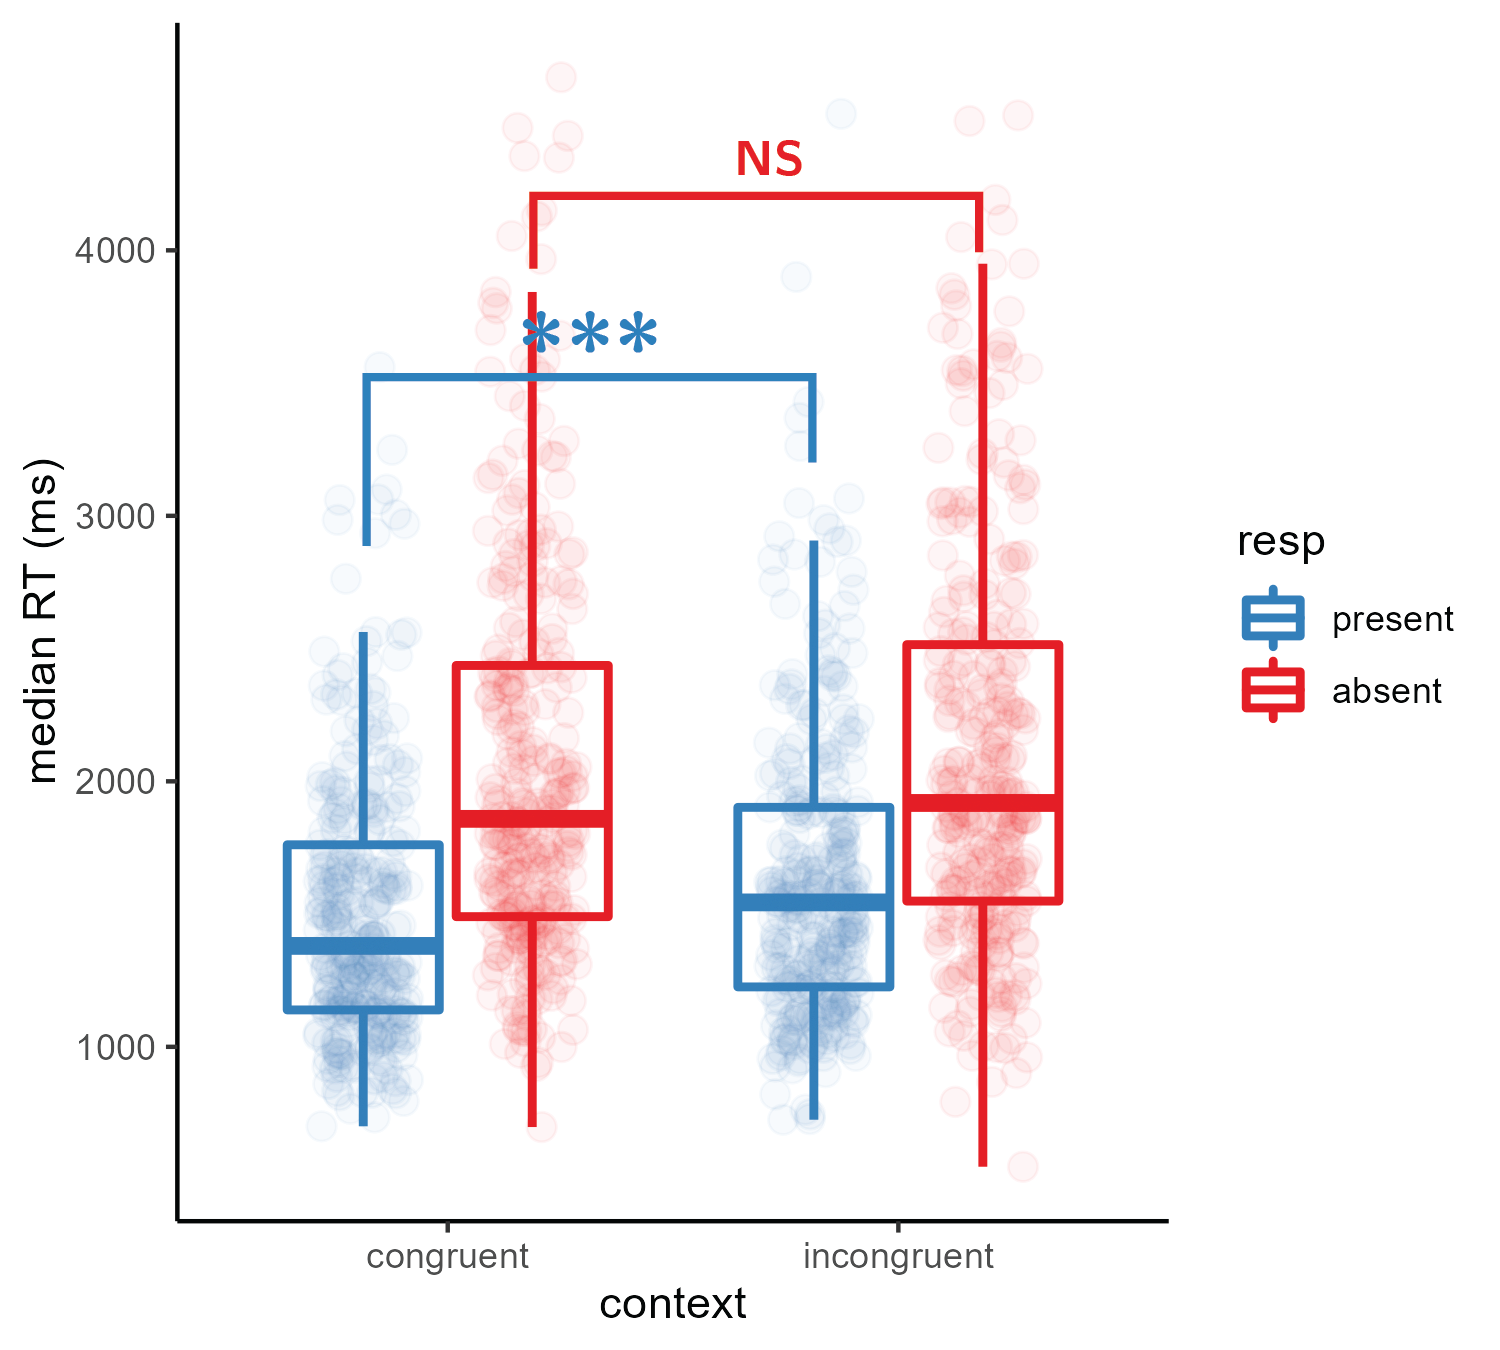 NS
4000
***
3000
2000
1000
median RT (ms)
congruent
incongruent
context
resp
present
absent